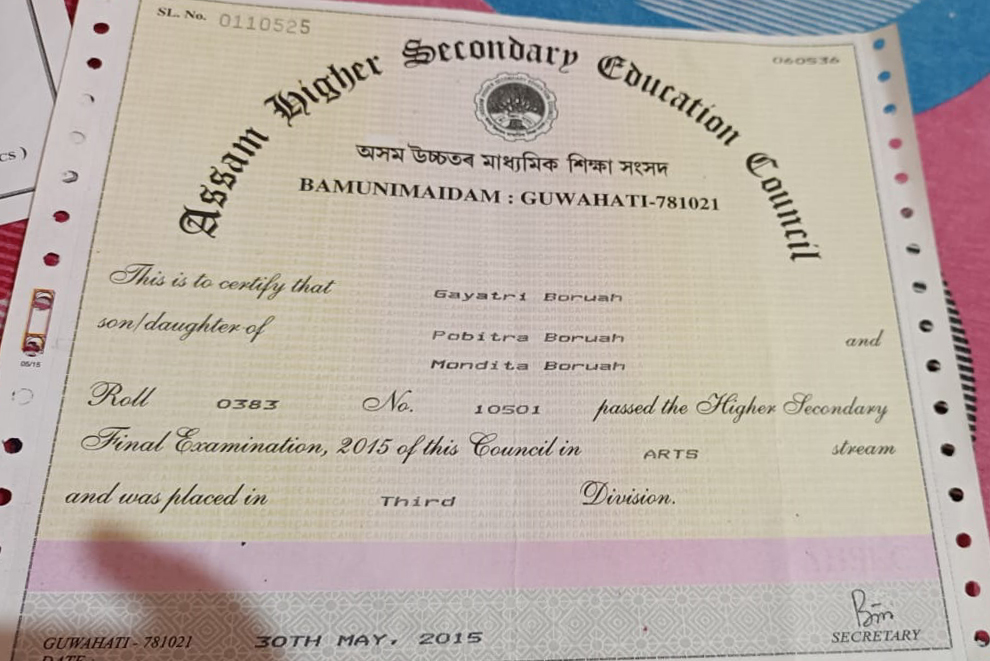 SL. No. 0110525
060536
Assam Higher Secondary Education Council
অসম উচ্চতৰ মাধ্যমিক শিক্ষা সংসদ
BAMUNIMAIDAM : GUWAHATI-781021
This is to certify that Gayatri Boruah
son/daughter of Pobitra Boruah and
Mondita Boruah
Roll 0383 No. 10501 passed the Higher Secondary
Final Examination, 2015 of this Council in ARTS stream
and was placed in Third Division.
GUWAHATI - 781021 30TH MAY, 2015
SECRETARY
05/15
cs )